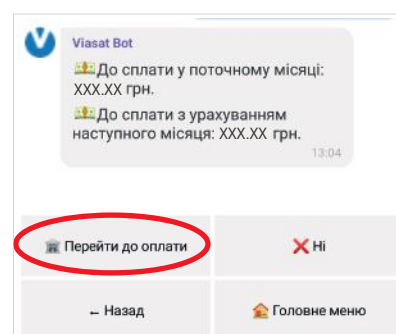 Viasat Bot
До сплати у поточному місяці:
XXX.XX грн.
До сплати з урахуванням
наступного місяця: XXX.XX грн.
13:04
Перейти до оплати
Ні
← Назад
Головне меню